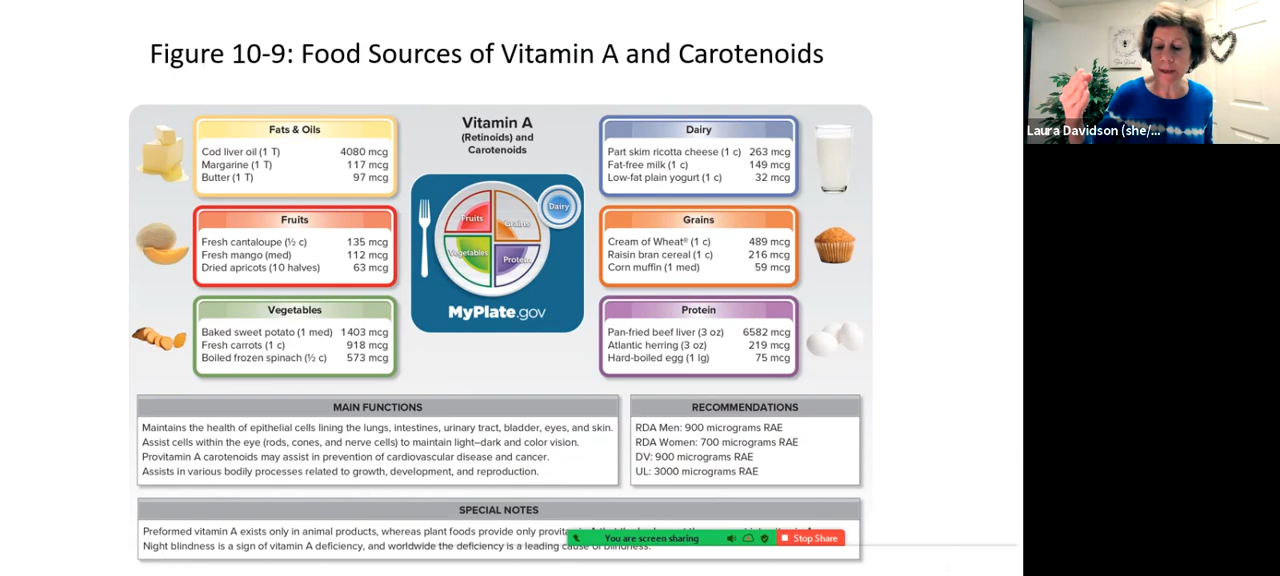 Figure 10-9: Food Sources of Vitamin A and Carotenoids
Fats & Oils
Cod liver oil (1 T) 4080 mcg
Margarine (1 T) 117 mcg
Butter (1 T) 97 mcg
Fruits
Fresh cantaloupe (½ c) 135 mcg
Fresh mango (med) 112 mcg
Dried apricots (10 halves) 63 mcg
Vegetables
Baked sweet potato (1 med) 1403 mcg
Fresh carrots (1 c) 918 mcg
Boiled frozen spinach (½ c) 573 mcg
Vitamin A
(Retinoids) and
Carotenoids
Fruits
Grains
Vegetables
Protein
Dairy
MyPlate.gov
Dairy
Part skim ricotta cheese (1 c) 263 mcg
Fat-free milk (1 c) 149 mcg
Low-fat plain yogurt (1 c) 32 mcg
Grains
Cream of Wheat® (1 c) 489 mcg
Raisin bran cereal (1 c) 216 mcg
Corn muffin (1 med) 59 mcg
Protein
Pan-fried beef liver (3 oz) 6582 mcg
Atlantic herring (3 oz) 219 mcg
Hard-boiled egg (1 lg) 75 mcg
MAIN FUNCTIONS
Maintains the health of epithelial cells lining the lungs, intestines, urinary tract, bladder, eyes, and skin.
Assist cells within the eye (rods, cones, and nerve cells) to maintain light–dark and color vision.
Provitamin A carotenoids may assist in prevention of cardiovascular disease and cancer.
Assists in various bodily processes related to growth, development, and reproduction.
RECOMMENDATIONS
RDA Men: 900 micrograms RAE
RDA Women: 700 micrograms RAE
DV: 900 micrograms RAE
UL: 3000 micrograms RAE
SPECIAL NOTES
Preformed vitamin A exists only in animal products, whereas plant foods provide only
Night blindness is a sign of vitamin A deficiency, and worldwide the deficiency is a leading cause of blindness.
You are screen sharing
Stop Share
Laura Davidson (she/...